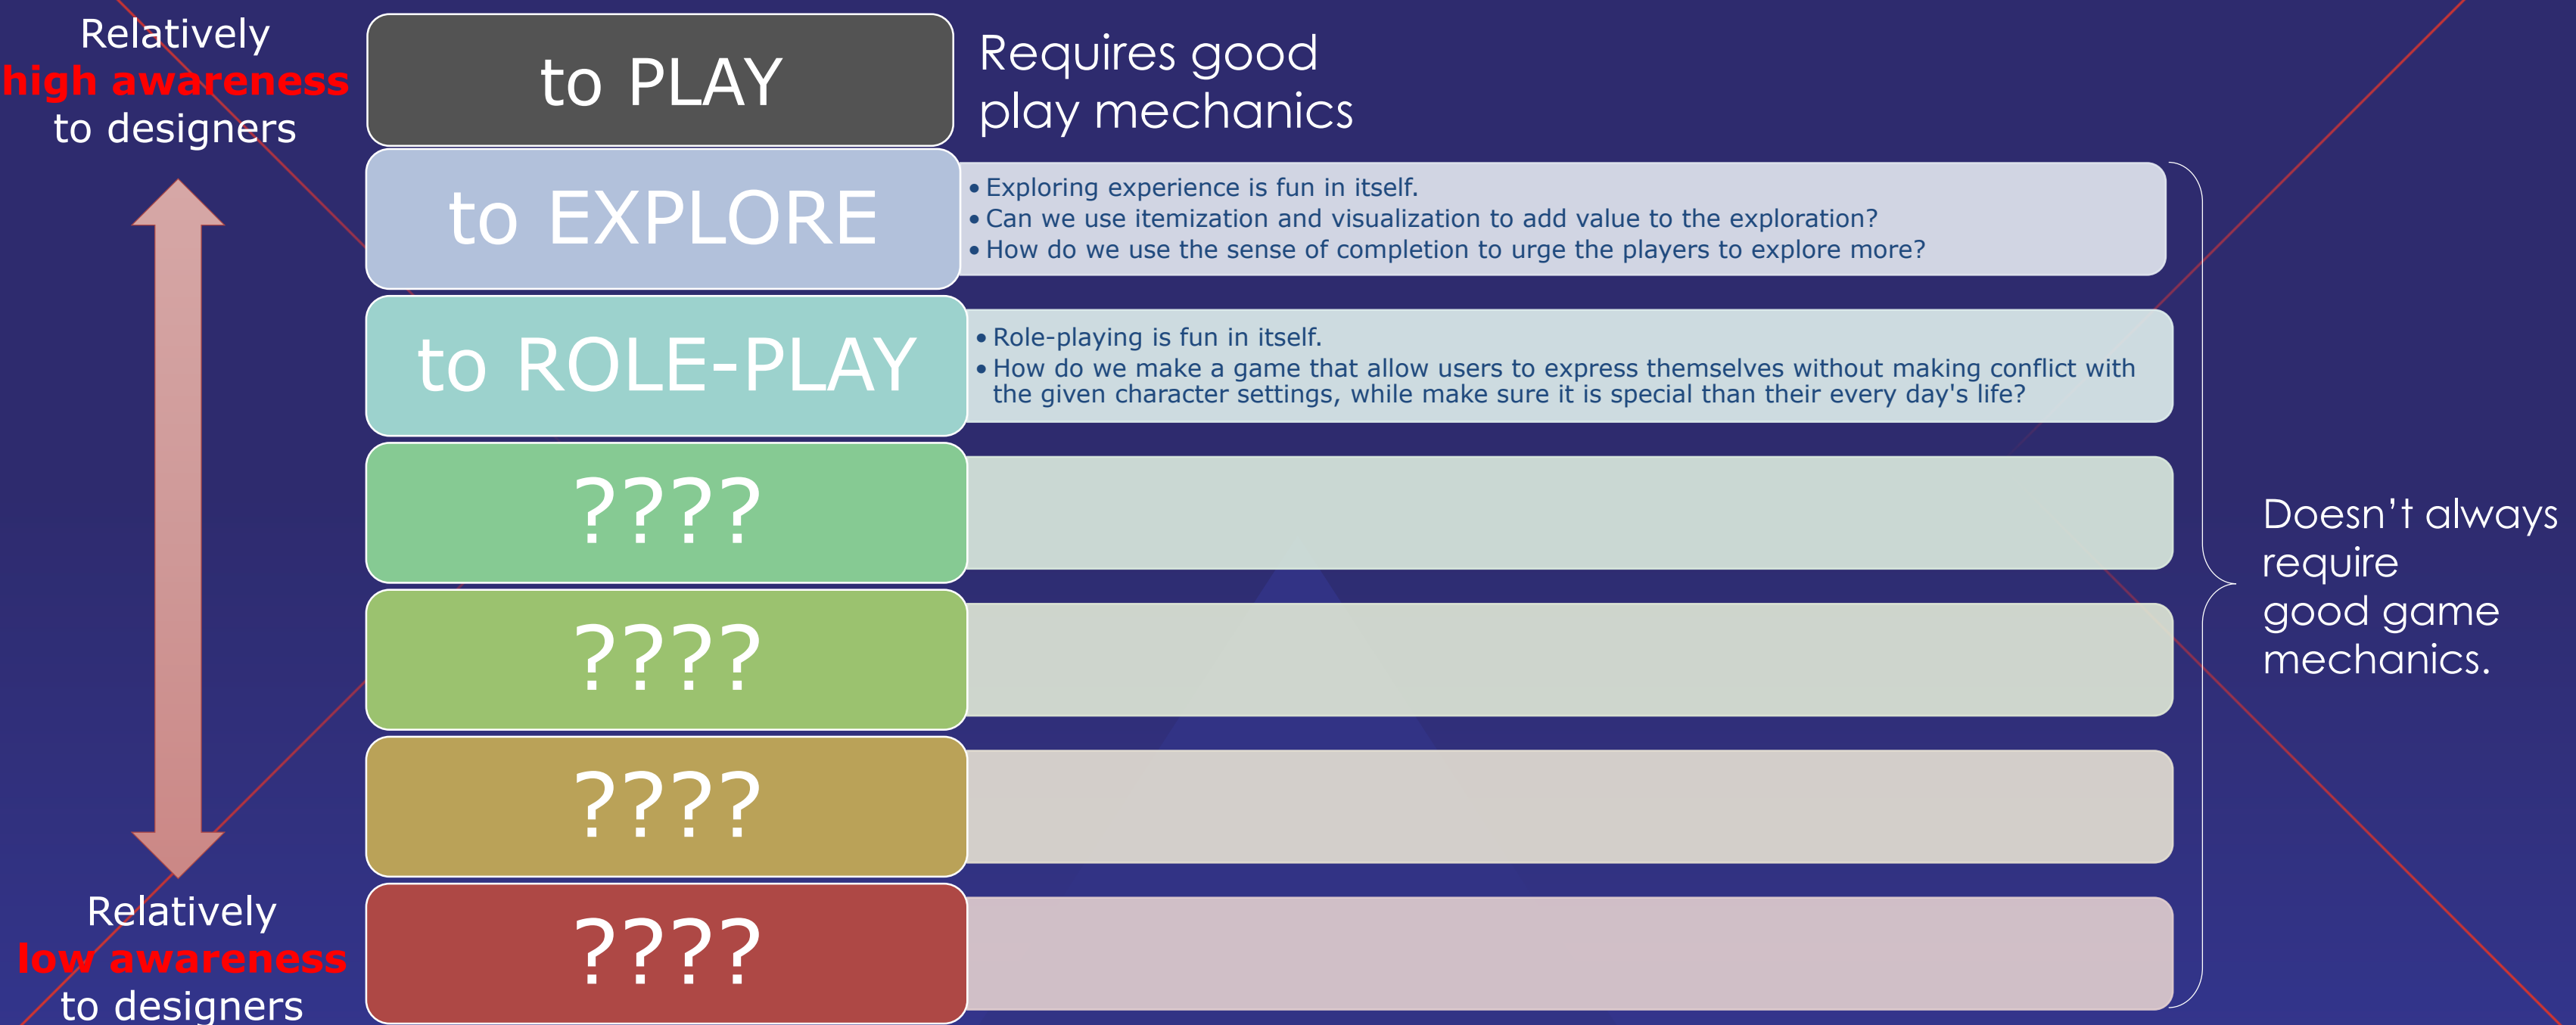 Relatively
high awareness
to designers
to PLAY
Requires good
play mechanics
to EXPLORE
• Exploring experience is fun in itself.
• Can we use itemization and visualization to add value to the exploration?
• How do we use the sense of completion to urge the players to explore more?
to ROLE-PLAY
• Role-playing is fun in itself.
• How do we make a game that allow users to express themselves without making conflict with
the given character settings, while make sure it is special than their every day's life?
????
????
????
????
Doesn’t always
require
good game
mechanics.
Relatively
low awareness
to designers